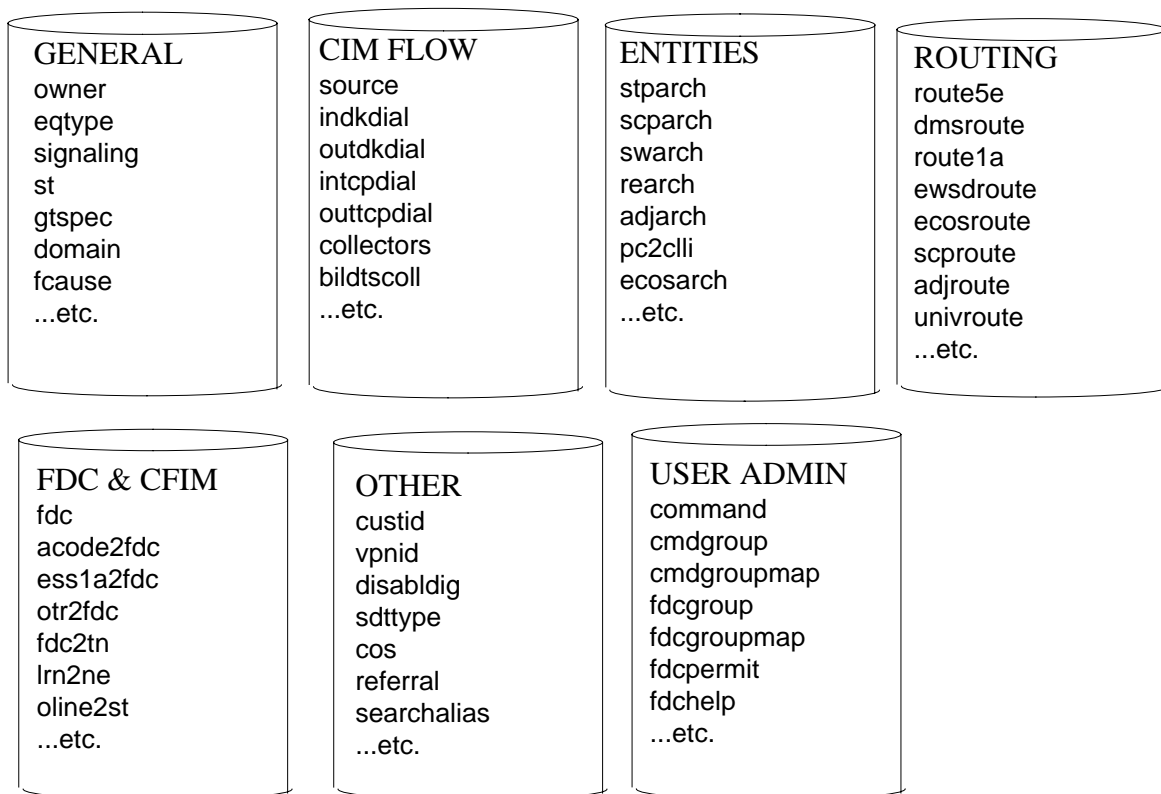 GENERAL
owner
eqtype
signaling
st
gtspec
domain
fcause
...etc.
CIM FLOW
source
indkdial
outdkdial
intcpdial
outtcpdial
collectors
bildtscoll
...etc.
ENTITIES
stparch
scparch
swarch
rearch
adjarch
pc2clli
ecosarch
...etc.
ROUTING
route5e
dmsroute
route1a
ewsdroute
ecosroute
scproute
adjroute
univroute
...etc.
FDC & CFIM
fdc
acode2fdc
ess1a2fdc
otr2fdc
fdc2tn
lrn2ne
oline2st
...etc.
OTHER
custid
vpnid
disabldig
sdttype
cos
referral
searchalias
...etc.
USER ADMIN
command
cmdgroup
cmdgroupmap
fdcgroup
fdcgroupmap
fdcpermit
fdchelp
...etc.